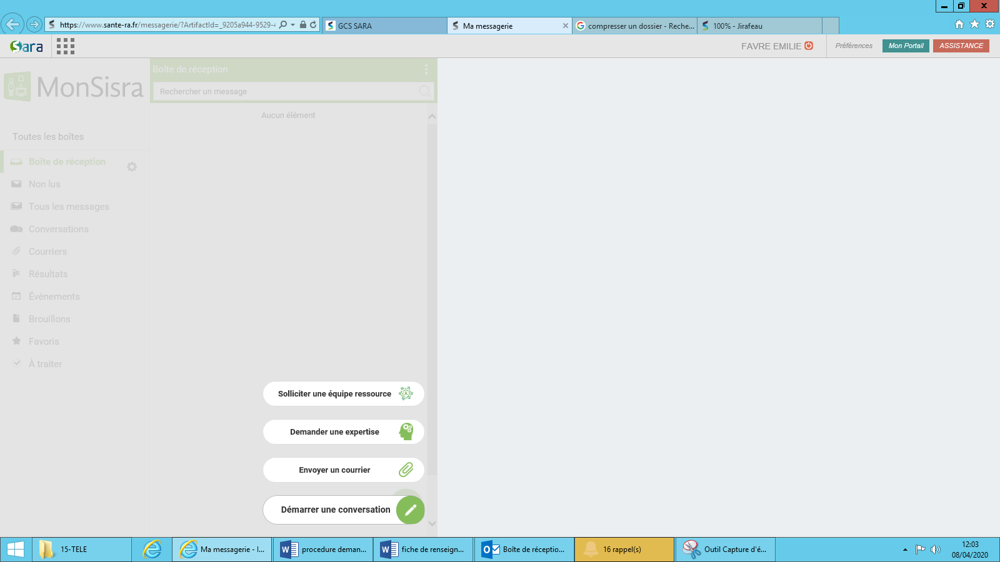 https://www.sante-ra.fr/messagerie/?ArtifactId=_9205a944-9529-4
GCS SARA
Ma messagerie
compresser un dossier - Reche...
100% - Jirafeau
Sara
FAVRE EMILIE
Préférences
Mon Portail
ASSISTANCE
MonSisra
Boîte de réception
Rechercher un message
Aucun élément
Toutes les boîtes
Boîte de réception
Non lus
Tous les messages
Conversations
Courriers
Résultats
Évènements
Brouillons
Favoris
À traiter
Solliciter une équipe ressource
Demander une expertise
Envoyer un courrier
Démarrer une conversation
15-TELE
Ma messagerie - I...
procedure deman...
fiche de renseign...
Boîte de réceptio...
16 rappel(s)
Outil Capture d'é...
12:03
08/04/2020